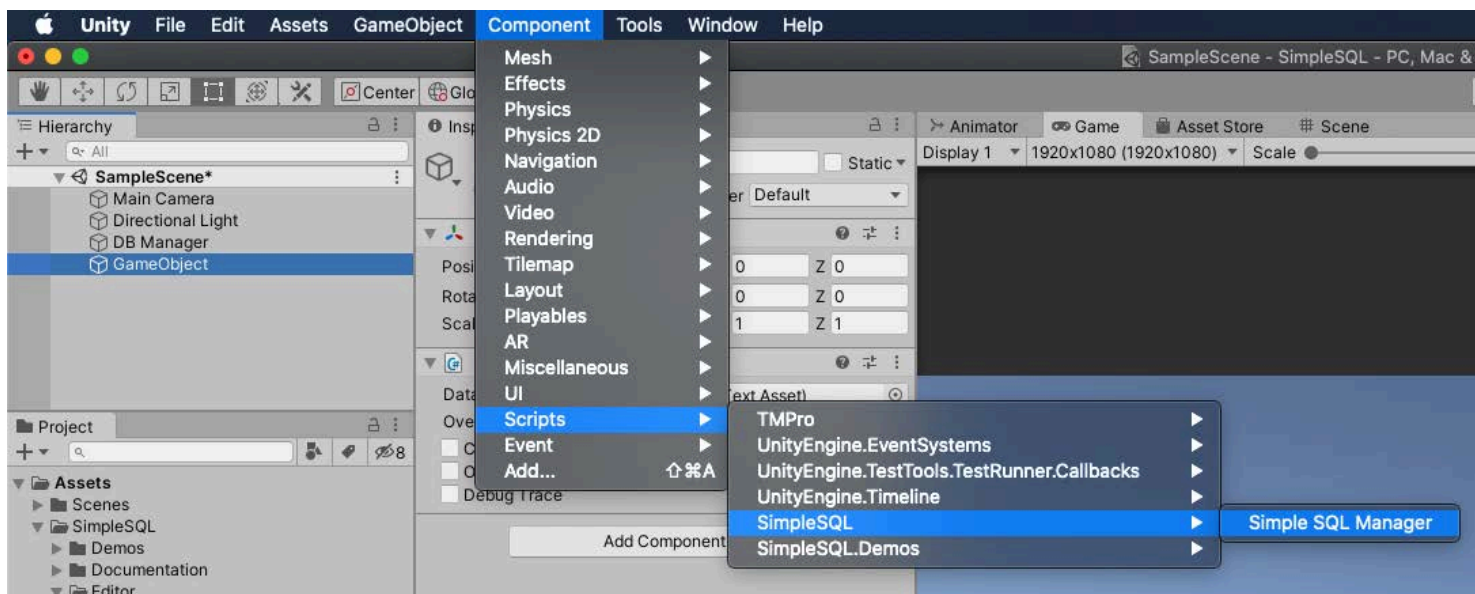 Unity File Edit Assets GameObject Component Tools Window Help
SampleScene - SimpleSQL - PC, Mac &
Center Glo
Hierarchy
All
SampleScene*
Main Camera
Directional Light
DB Manager
GameObject
Project
8
Assets
Scenes
SimpleSQL
Demos
Documentation
Editor
Insp
Static
er Default
Posi 0 Z 0
Rota 0 Z 0
Scal 1 Z 1
Data ext Asset)
Ove
C
O
Debug Trace
Add Component
Mesh
Effects
Physics
Physics 2D
Navigation
Audio
Video
Rendering
Tilemap
Layout
Playables
AR
Miscellaneous
UI
Scripts
Event
Add... ⇧⌘A
TMPro
UnityEngine.EventSystems
UnityEngine.TestTools.TestRunner.Callbacks
UnityEngine.Timeline
SimpleSQL
SimpleSQL.Demos
Simple SQL Manager
Animator Game Asset Store Scene
Display 1 1920x1080 (1920x1080) Scale